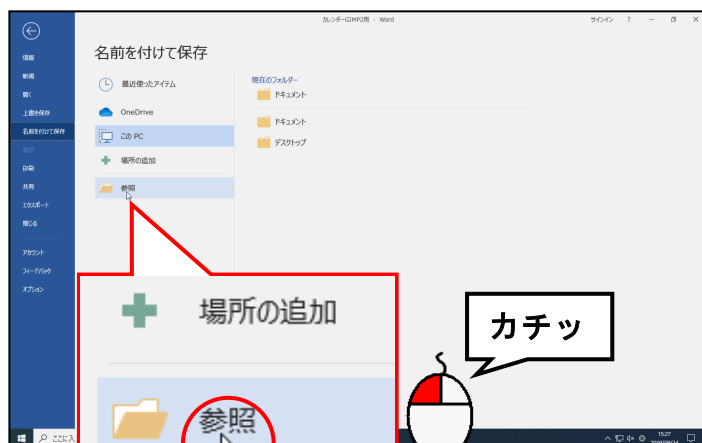 カレンダーGIMP2用 - Word
サインイン ?
名前を付けて保存
情報
新規
開く
上書き保存
名前を付けて保存
印刷
共有
エクスポート
閉じる
アカウント
フィードバック
オプション
最近使ったアイテム
OneDrive
この PC
場所の追加
参照
現在のフォルダー
ドキュメント
ドキュメント
デスクトップ
場所の追加
参照
カチッ
ここに入
15:27